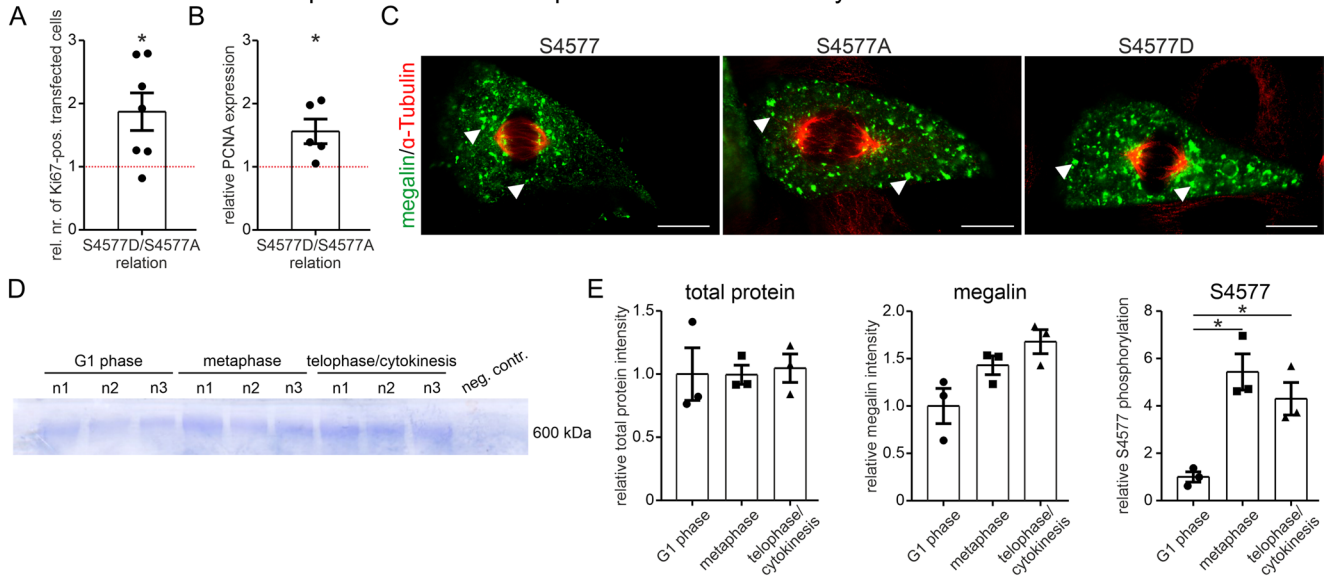 A
rel. nr. of Ki67-pos. transfected cells
3
2
1
0
*
S4577D/S4577A
relation
B
relative PCNA expression
3
2
1
0
*
S4577D/S4577A
relation
C
megalin/α-Tubulin
S4577
S4577A
S4577D
D
G1 phase
metaphase
telophase/cytokinesis
neg. contr.
n1 n2 n3 n1 n2 n3 n1 n2 n3
600 kDa
E
total protein
relative total protein intensity
1.5
1.0
0.5
0
G1 phase
metaphase
telophase/
cytokinesis
megalin
relative megalin intensity
2.0
1.5
1.0
0.5
0
G1 phase
metaphase
telophase/
cytokinesis
S4577
relative S4577 phosphorylation
8
6
4
2
0
*
*
G1 phase
metaphase
telophase/
cytokinesis